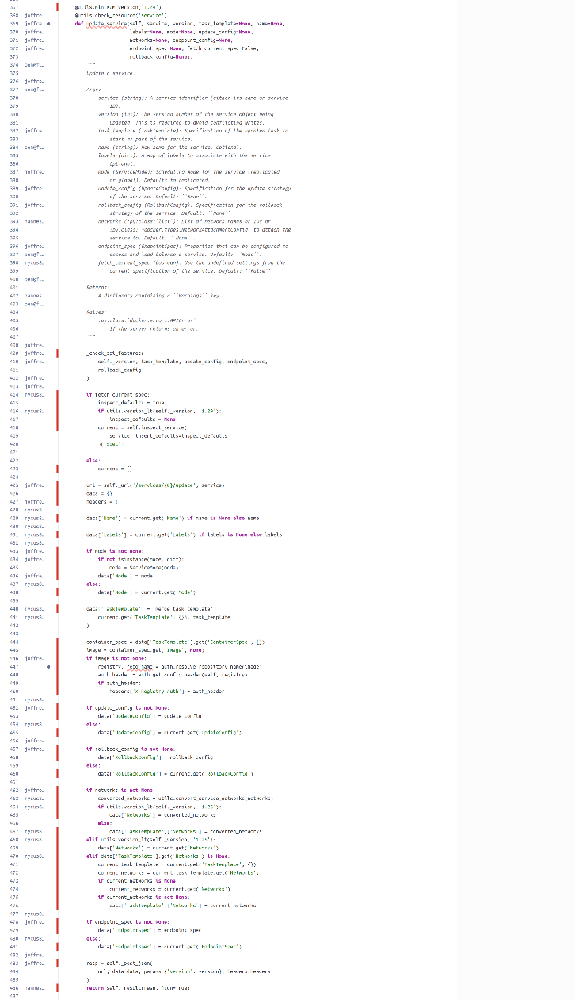 367 @utils.minimum_version('1.24')
368 joffre… @utils.check_resource('service')
369 joffre… def update_service(self, service, version, task_template=None, name=None,
370 joffre… labels=None, mode=None, update_config=None,
371 joffre… networks=None, endpoint_config=None,
372 joffre… endpoint_spec=None, fetch_current_spec=False,
373 rollback_config=None):
374 ben@fi… """
375 Update a service.
376 joffre…
377 ben@fi… Args:
378 service (string): A service identifier (either its name or service
379 ID).
380 version (int): The version number of the service object being
381 updated. This is required to avoid conflicting writes.
382 joffre… task_template (TaskTemplate): Specification of the updated task to
383 start as part of the service.
384 ben@fi… name (string): New name for the service. Optional.
385 labels (dict): A map of labels to associate with the service.
386 Optional.
387 joffre… mode (ServiceMode): Scheduling mode for the service (replicated
388 or global). Defaults to replicated.
389 joffre… update_config (UpdateConfig): Specification for the update strategy
390 of the service. Default: ``None``.
391 joffre… rollback_config (RollbackConfig): Specification for the rollback
392 strategy of the service. Default: ``None``
393 hannes… networks (:py:class:`list`): List of network names or IDs or
394 :py:class:`~docker.types.NetworkAttachmentConfig` to attach the
395 service to. Default: ``None``.
396 joffre… endpoint_spec (EndpointSpec): Properties that can be configured to
397 ben@fi… access and load balance a service. Default: ``None``.
398 rycus8… fetch_current_spec (boolean): Use the undefined settings from the
399 current specification of the service. Default: ``False``
400 ben@fi…
401 Returns:
402 hannes… A dictionary containing a ``Warnings`` key.
403 ben@fi…
404 Raises:
405 :py:class:`docker.errors.APIError`
406 If the server returns an error.
407 """
408 joffre…
409 joffre… _check_api_features(
410 joffre… self._version, task_template, update_config, endpoint_spec,
411 rollback_config
412 joffre… )
413 joffre…
414 rycus8… if fetch_current_spec:
415 inspect_defaults = True
416 rycus8… if utils.version_lt(self._version, '1.29'):
417 inspect_defaults = None
418 current = self.inspect_service(
419 service, insert_defaults=inspect_defaults
420 )['Spec']
421
422 else:
423 current = {}
424
425 joffre… url = self._url('/services/{0}/update', service)
426 data = {}
427 joffre… headers = {}
428 rycus8…
429 rycus8… data['Name'] = current.get('Name') if name is None else name
430 rycus8…
431 rycus8… data['Labels'] = current.get('Labels') if labels is None else labels
432 rycus8…
433 joffre… if mode is not None:
434 joffre… if not isinstance(mode, dict):
435 mode = ServiceMode(mode)
436 joffre… data['Mode'] = mode
437 rycus8… else:
438 data['Mode'] = current.get('Mode')
439
440 rycus8… data['TaskTemplate'] = _merge_task_template(
441 rycus8… current.get('TaskTemplate', {}), task_template
442 )
443
444 container_spec = data['TaskTemplate'].get('ContainerSpec', {})
445 image = container_spec.get('Image', None)
446 joffre… if image is not None:
447 registry, repo_name = auth.resolve_repository_name(image)
448 auth_header = auth.get_config_header(self, registry)
449 if auth_header:
450 headers['X-Registry-Auth'] = auth_header
451 rycus8…
452 joffre… if update_config is not None:
453 data['UpdateConfig'] = update_config
454 rycus8… else:
455 data['UpdateConfig'] = current.get('UpdateConfig')
456 joffre…
457 joffre… if rollback_config is not None:
458 data['RollbackConfig'] = rollback_config
459 else:
460 data['RollbackConfig'] = current.get('RollbackConfig')
461
462 joffre… if networks is not None:
463 rycus8… converted_networks = utils.convert_service_networks(networks)
464 rycus8… if utils.version_lt(self._version, '1.25'):
465 data['Networks'] = converted_networks
466 else:
467 rycus8… data['TaskTemplate']['Networks'] = converted_networks
468 rycus8… elif utils.version_lt(self._version, '1.25'):
469 data['Networks'] = current.get('Networks')
470 rycus8… elif data['TaskTemplate'].get('Networks') is None:
471 current_task_template = current.get('TaskTemplate', {})
472 current_networks = current_task_template.get('Networks')
473 if current_networks is None:
474 current_networks = current.get('Networks')
475 if current_networks is not None:
476 data['TaskTemplate']['Networks'] = current_networks
477 rycus8…
478 joffre… if endpoint_spec is not None:
479 data['EndpointSpec'] = endpoint_spec
480 rycus8… else:
481 data['EndpointSpec'] = current.get('EndpointSpec')
482 joffre…
483 joffre… resp = self._post_json(
484 url, data=data, params={'version': version}, headers=headers
485 )
486 hannes… return self._result(resp, json=True)
487